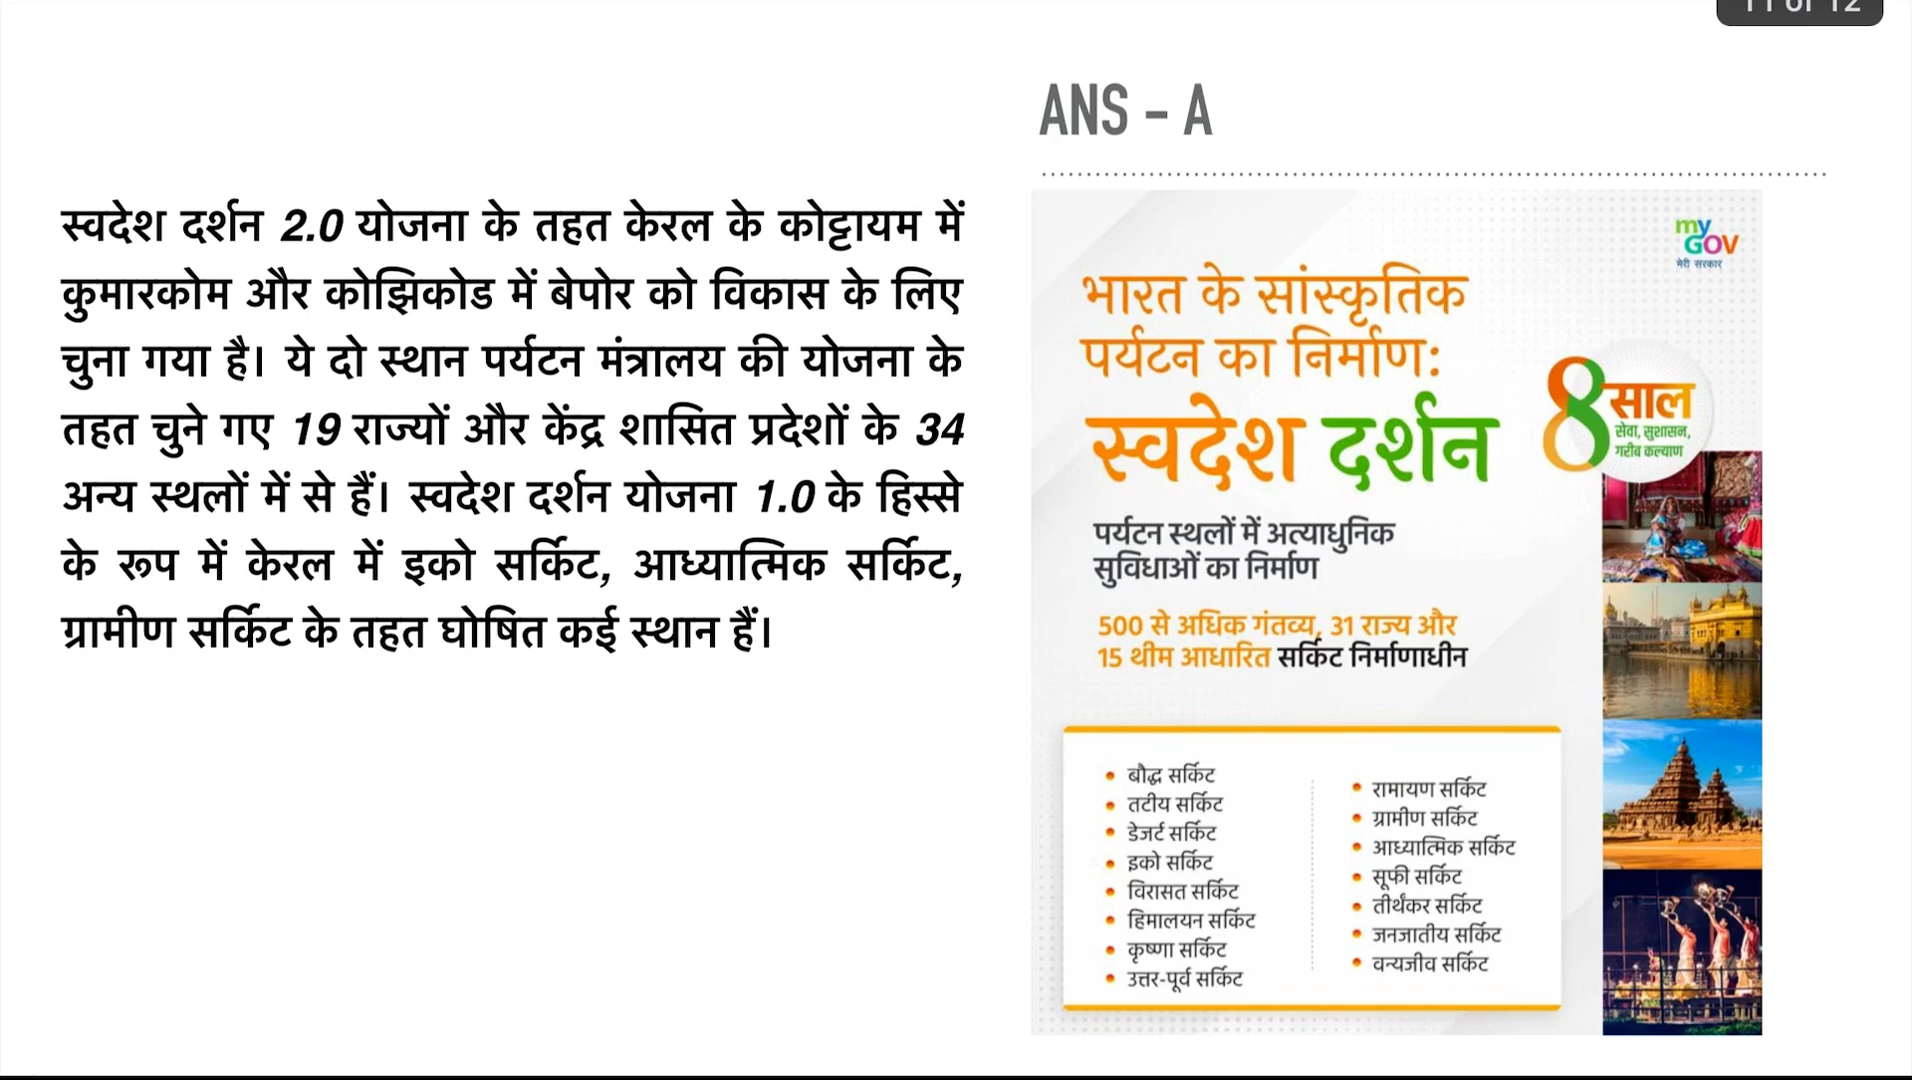 11 of 12
ANS – A
स्वदेश दर्शन 2.0 योजना के तहत केरल के कोट्टायम में
कुमारकोम और कोझिकोड में बेपोर को विकास के लिए
चुना गया है। ये दो स्थान पर्यटन मंत्रालय की योजना के
तहत चुने गए 19 राज्यों और केंद्र शासित प्रदेशों के 34
अन्य स्थलों में से हैं। स्वदेश दर्शन योजना 1.0 के हिस्से
के रूप में केरल में इको सर्किट, आध्यात्मिक सर्किट,
ग्रामीण सर्किट के तहत घोषित कई स्थान हैं।
my
GOV
मेरी सरकार
भारत के सांस्कृतिक
पर्यटन का निर्माण:
स्वदेश दर्शन
8 साल
सेवा, सुशासन,
गरीब कल्याण
पर्यटन स्थलों में अत्याधुनिक
सुविधाओं का निर्माण
500 से अधिक गंतव्य, 31 राज्य और
15 थीम आधारित सर्किट निर्माणाधीन
• बौद्ध सर्किट
• तटीय सर्किट
• डेजर्ट सर्किट
• इको सर्किट
• विरासत सर्किट
• हिमालयन सर्किट
• कृष्णा सर्किट
• उत्तर-पूर्व सर्किट
• रामायण सर्किट
• ग्रामीण सर्किट
• आध्यात्मिक सर्किट
• सूफी सर्किट
• तीर्थंकर सर्किट
• जनजातीय सर्किट
• वन्यजीव सर्किट